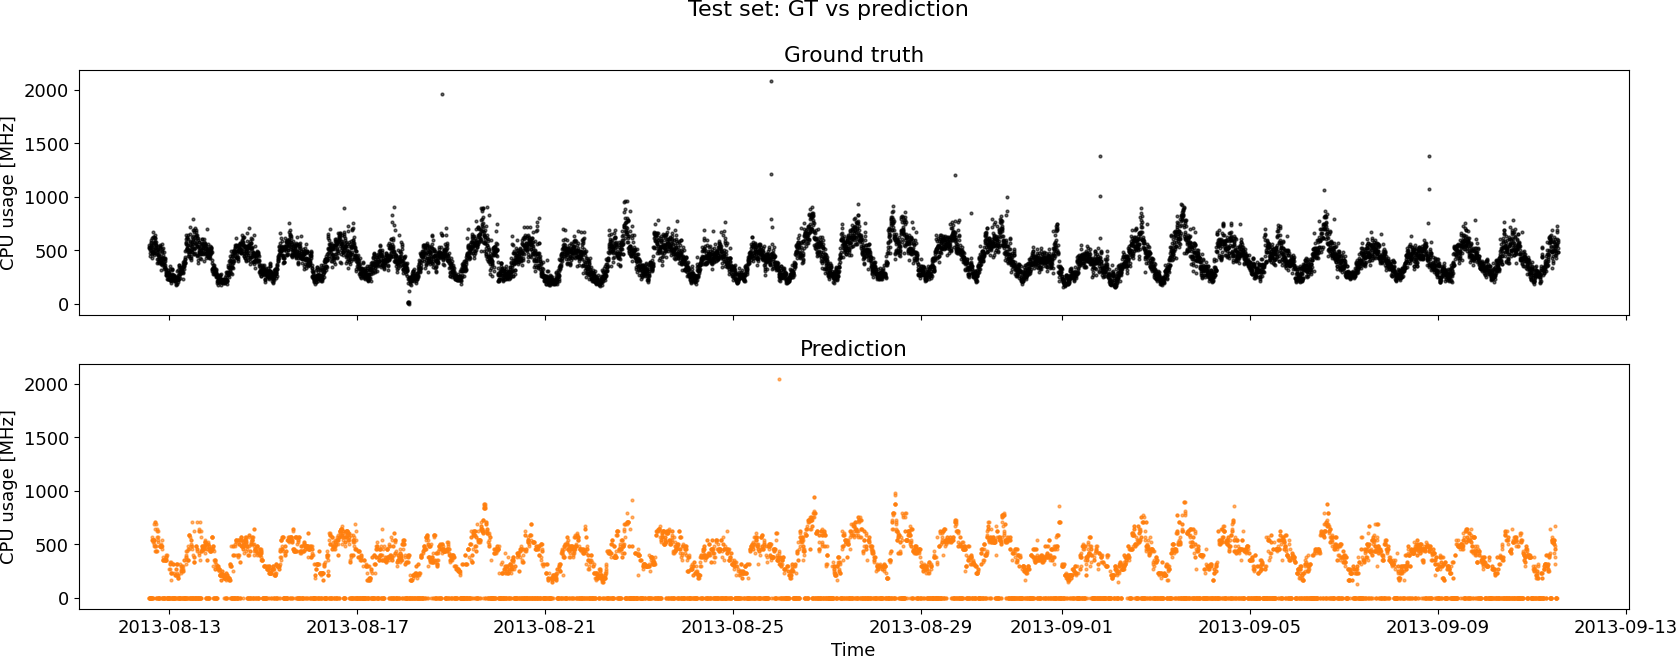 Test set: GT vs prediction
Ground truth
CPU usage [MHz]
2000
1500
1000
500
0
Prediction
CPU usage [MHz]
2000
1500
1000
500
0
2013-08-13 2013-08-17 2013-08-21 2013-08-25 2013-08-29 2013-09-01 2013-09-05 2013-09-09 2013-09-13
Time